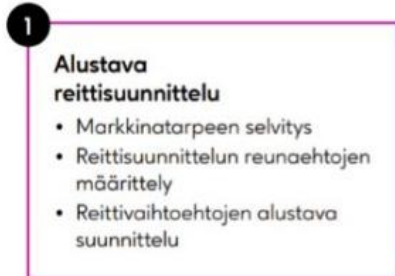 1
Alustava
reittisuunnittelu
• Markkinatarpeen selvitys
• Reittisuunnittelun reunaehtojen
määrittely
• Reittivaihtoehtojen alustava
suunnittelu